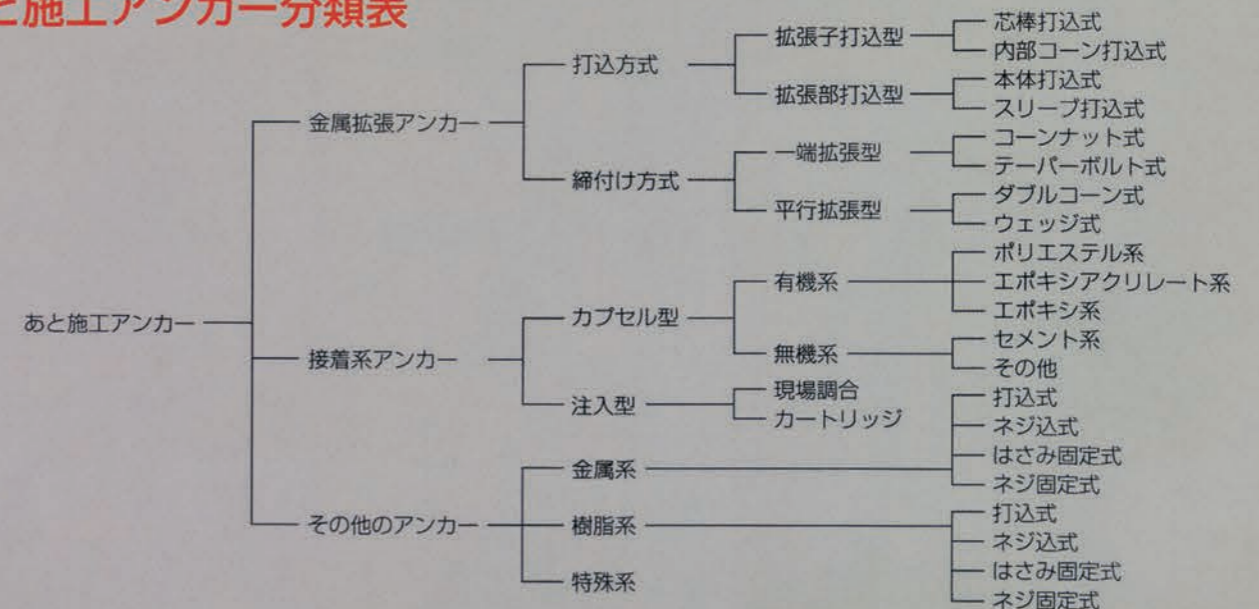 と施工アンカー分類表
あと施工アンカー
金属拡張アンカー
打込方式
拡張子打込型
芯棒打込式
内部コーン打込式
拡張部打込型
本体打込式
スリーブ打込式
締付け方式
一端拡張型
コーンナット式
テーパーボルト式
平行拡張型
ダブルコーン式
ウェッジ式
接着系アンカー
カプセル型
有機系
ポリエステル系
エポキシアクリレート系
エポキシ系
無機系
セメント系
その他
注入型
現場調合
カートリッジ
その他のアンカー
金属系
打込式
ネジ込式
はさみ固定式
ネジ固定式
樹脂系
打込式
ネジ込式
はさみ固定式
ネジ固定式
特殊系